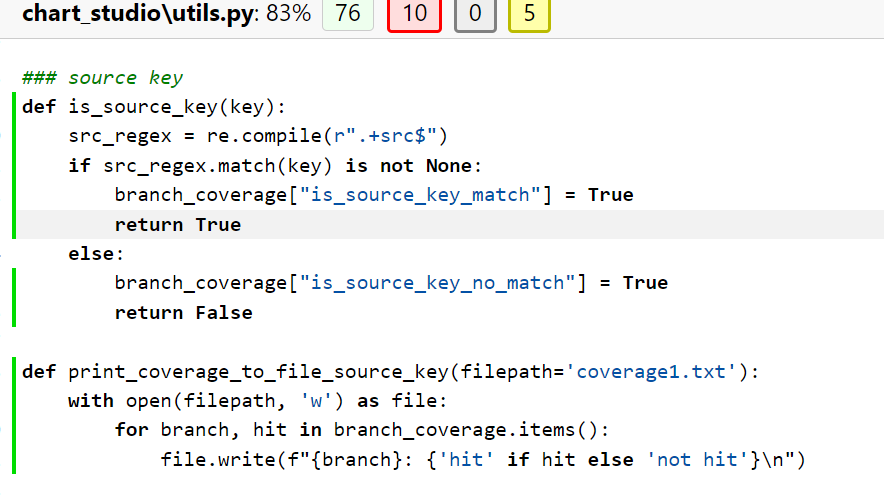 chart_studio\utils.py: 83% 76 10 0 5
### source key
def is_source_key(key):
    src_regex = re.compile(r".+src$")
    if src_regex.match(key) is not None:
        branch_coverage["is_source_key_match"] = True
        return True
    else:
        branch_coverage["is_source_key_no_match"] = True
        return False
def print_coverage_to_file_source_key(filepath='coverage1.txt'):
    with open(filepath, 'w') as file:
        for branch, hit in branch_coverage.items():
            file.write(f"{branch}: {'hit' if hit else 'not hit'}\n")